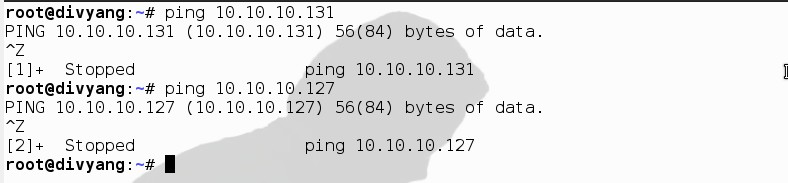 root@divyang:~# ping 10.10.10.131
PING 10.10.10.131 (10.10.10.131) 56(84) bytes of data.
^Z
[1]+  Stopped                 ping 10.10.10.131
root@divyang:~# ping 10.10.10.127
PING 10.10.10.127 (10.10.10.127) 56(84) bytes of data.
^Z
[2]+  Stopped                 ping 10.10.10.127
root@divyang:~#